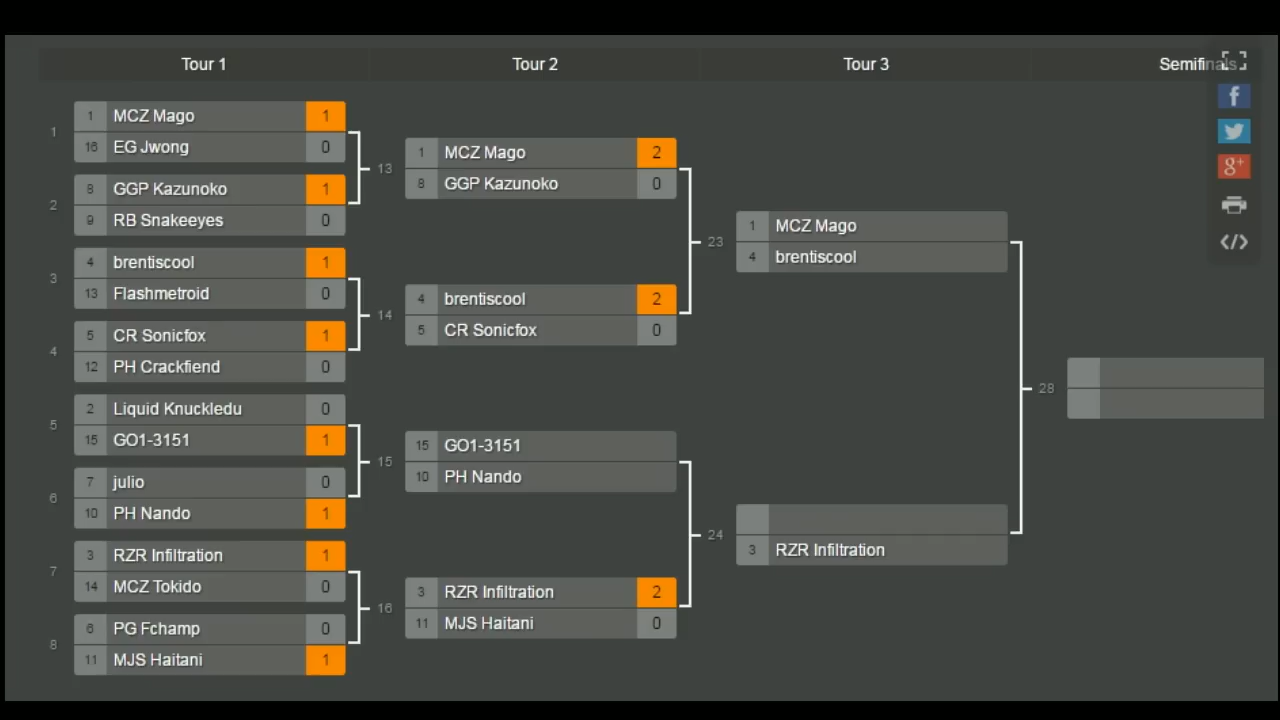 Tour 1
Tour 2
Tour 3
Semifinals
1
1 MCZ Mago 1
16 EG Jwong 0
2
8 GGP Kazunoko 1
9 RB Snakeeyes 0
3
4 brentiscool 1
13 Flashmetroid 0
4
5 CR Sonicfox 1
12 PH Crackfiend 0
5
2 Liquid Knuckledu 0
15 GO1-3151 1
6
7 julio 0
10 PH Nando 1
7
3 RZR Infiltration 1
14 MCZ Tokido 0
8
6 PG Fchamp 0
11 MJS Haitani 1
13
1 MCZ Mago 2
8 GGP Kazunoko 0
14
4 brentiscool 2
5 CR Sonicfox 0
15
15 GO1-3151
10 PH Nando
16
3 RZR Infiltration 2
11 MJS Haitani 0
23
1 MCZ Mago
4 brentiscool
24
3 RZR Infiltration
28
f
g+
</>